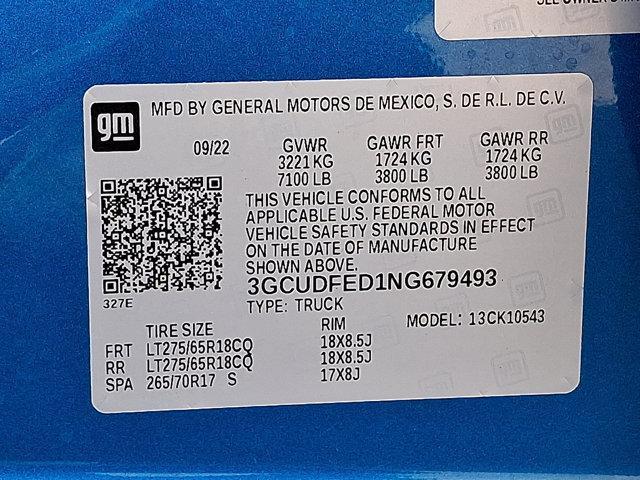 gm
MFD BY GENERAL MOTORS DE MEXICO, S. DE R.L. DE C.V.
09/22 GVWR GAWR FRT GAWR RR
3221 KG 1724 KG 1724 KG
7100 LB 3800 LB 3800 LB
THIS VEHICLE CONFORMS TO ALL
APPLICABLE U.S. FEDERAL MOTOR
VEHICLE SAFETY STANDARDS IN EFFECT
ON THE DATE OF MANUFACTURE
SHOWN ABOVE.
327E
3GCUDFED1NG679493
TYPE: TRUCK
MODEL: 13CK10543
TIRE SIZE RIM
FRT LT275/65R18CQ 18X8.5J
RR LT275/65R18CQ 18X8.5J
SPA 265/70R17 S 17X8J